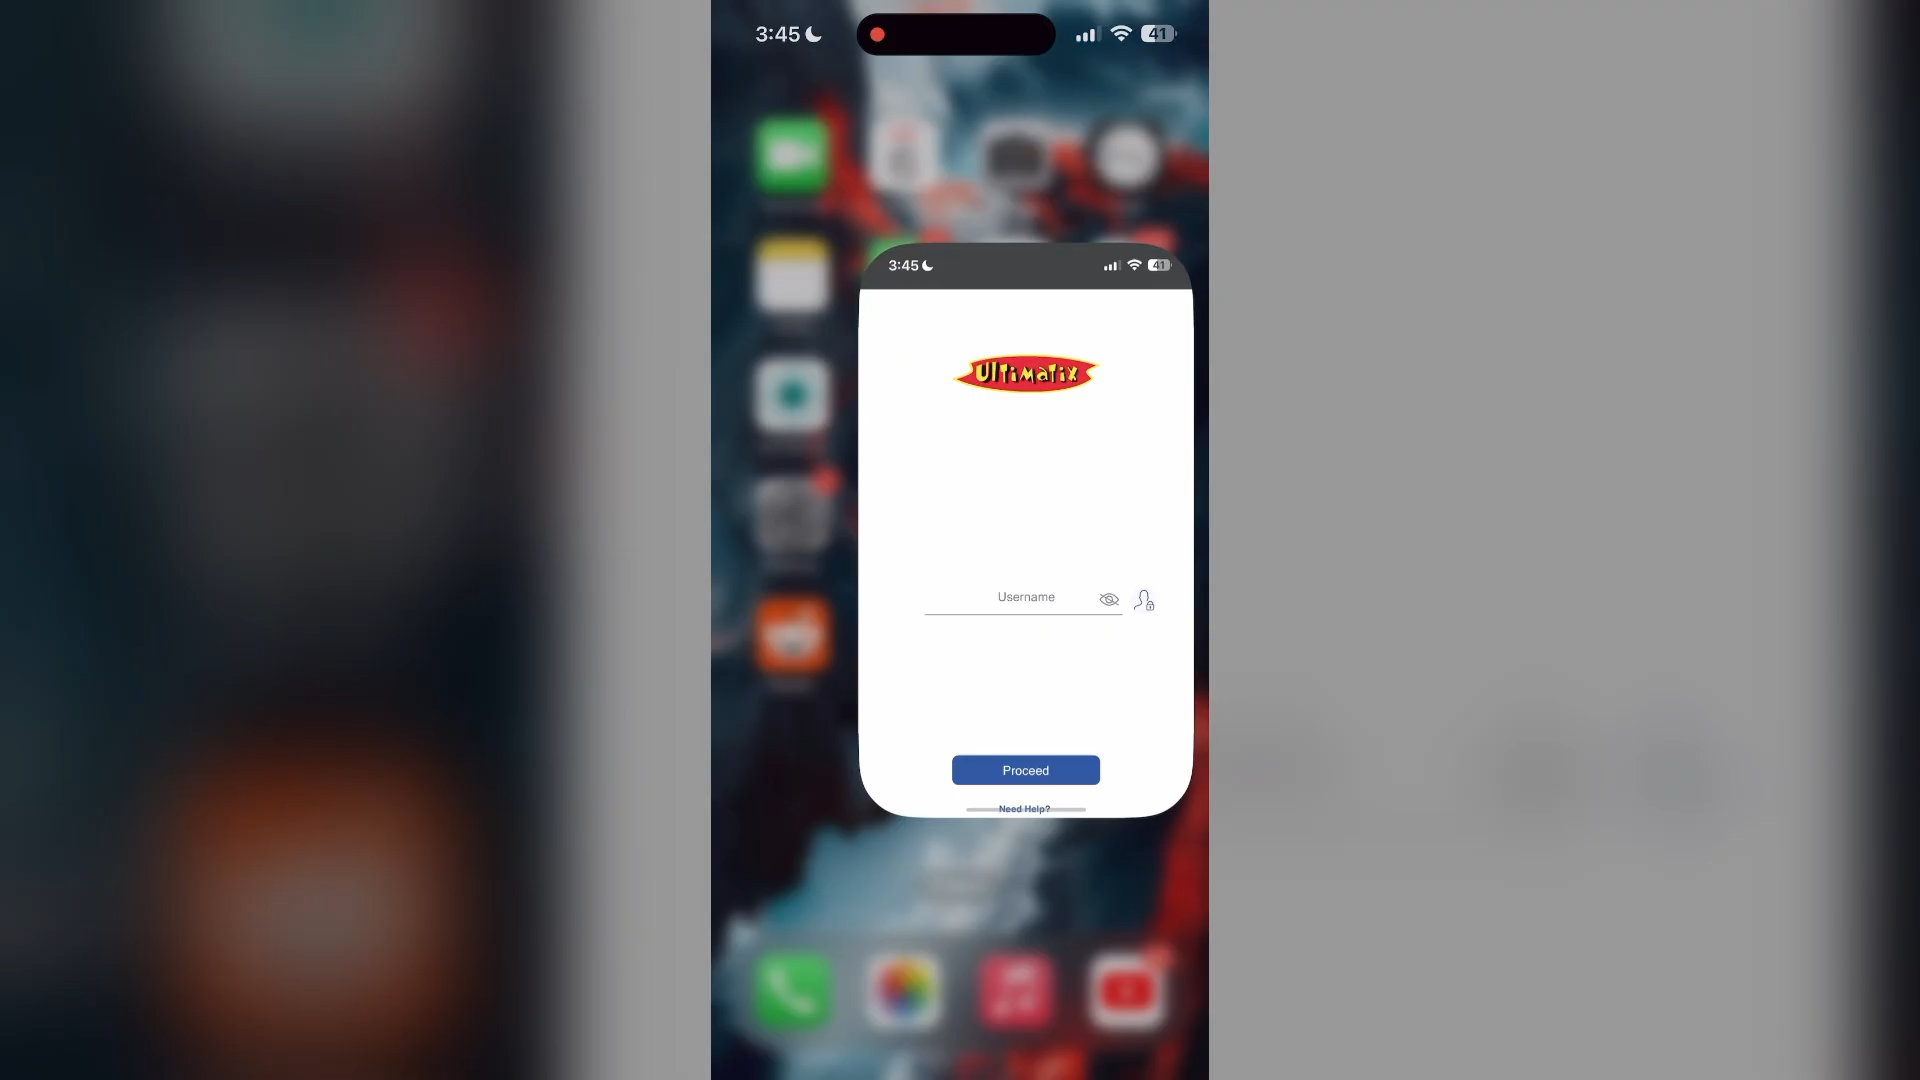 3:45
41
3:45
41
Ultimatix
Username
Proceed
Need Help?